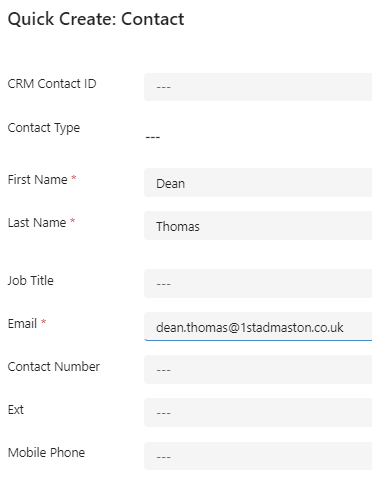 Quick Create: Contact
CRM Contact ID ---
Contact Type ---
First Name * Dean
Last Name * Thomas
Job Title ---
Email * dean.thomas@1stadmaston.co.uk
Contact Number ---
Ext ---
Mobile Phone ---